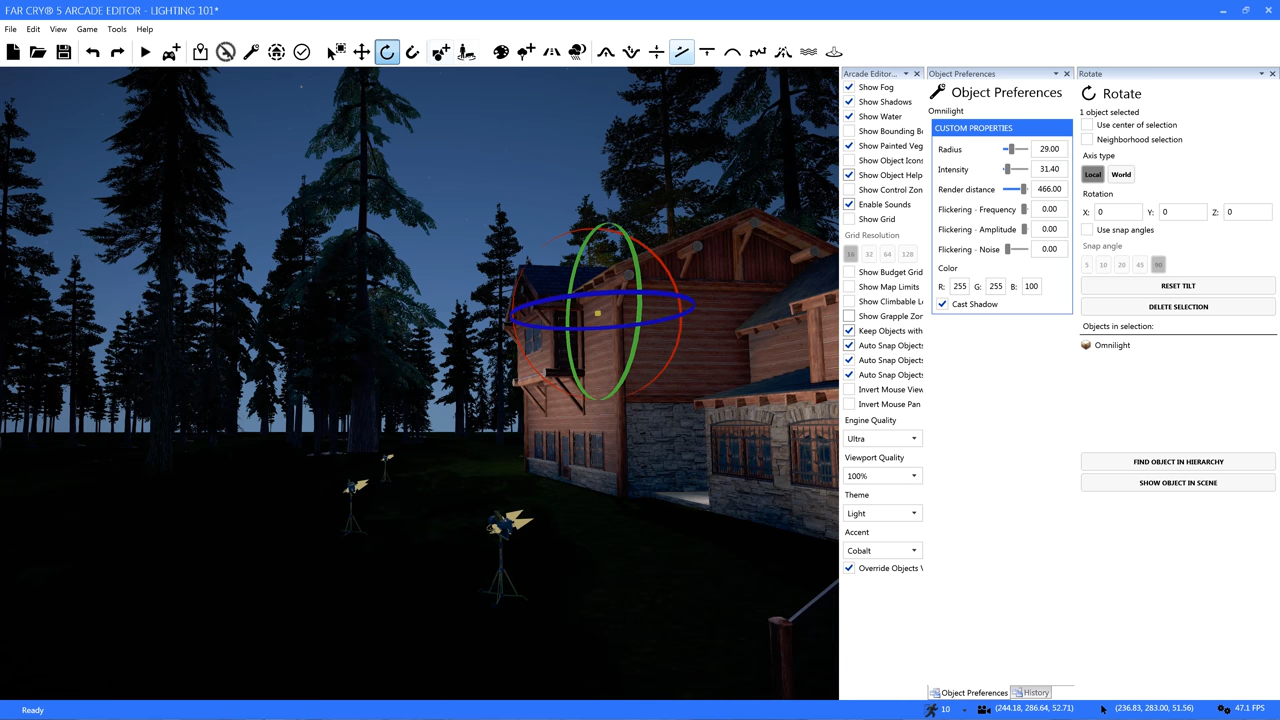 FAR CRY® 5 ARCADE EDITOR - LIGHTING 101*
File Edit View Game Tools Help
Arcade Editor...
Show Fog
Show Shadows
Show Water
Show Bounding Bo
Show Painted Veg
Show Object Icons
Show Object Help
Show Control Zon
Enable Sounds
Show Grid
Grid Resolution
16 32 64 128
Show Budget Grid
Show Map Limits
Show Climbable L
Show Grapple Zon
Keep Objects with
Auto Snap Objects
Auto Snap Objects
Auto Snap Objects
Invert Mouse View
Invert Mouse Pan
Engine Quality
Ultra
Viewport Quality
100%
Theme
Light
Accent
Cobalt
Override Objects V
Object Preferences
Object Preferences
Omnilight
CUSTOM PROPERTIES
Radius 29.00
Intensity 31.40
Render distance 466.00
Flickering - Frequency 0.00
Flickering - Amplitude 0.00
Flickering - Noise 0.00
Color
R: 255 G: 255 B: 100
Cast Shadow
Object Preferences History
Rotate
Rotate
1 object selected
Use center of selection
Neighborhood selection
Axis type
Local World
Rotation
X: 0 Y: 0 Z: 0
Use snap angles
Snap angle
5 10 20 45 90
RESET TILT
DELETE SELECTION
Objects in selection:
Omnilight
FIND OBJECT IN HIERARCHY
SHOW OBJECT IN SCENE
Ready 10 (244.18, 286.64, 52.71) (236.83, 283.00, 51.56) 47.1 FPS